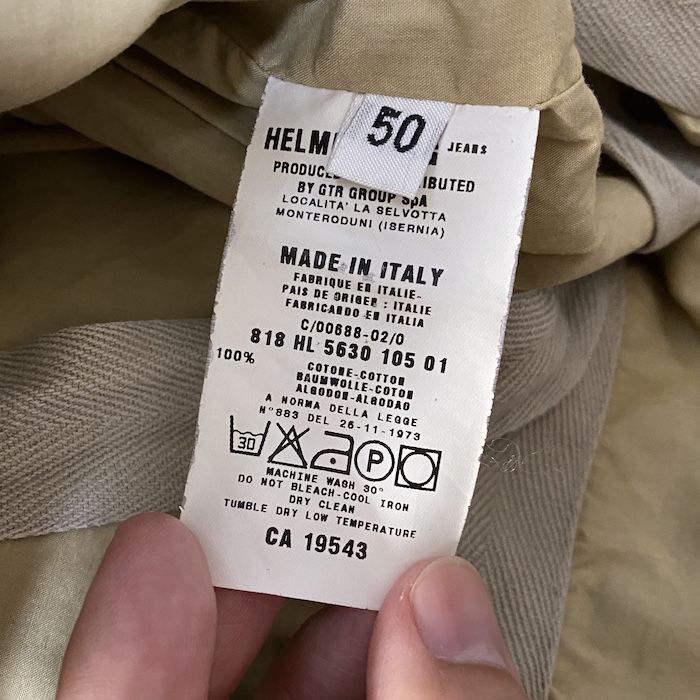 50
HELM JEANS
PRODUCED RIBUTED
BY GTR GROUP SpA
LOCALITA' LA SELVOTTA
MONTERODUNI (ISERNIA)
MADE IN ITALY
FABRIQUE EN ITALIE-
PAIS DE ORIGEN : ITALIE
FABRICANDO EN ITALIA
C/00688-02/0
818 HL 5630 105 01
100%
COTONE-COTTON
BAUMWOLLE-COTON
ALGODON-ALGODAO
A NORMA DELLA LEGGE
N°883 DEL 26-11-1973
30 P
MACHINE WASH 30°
DO NOT BLEACH-COOL IRON
DRY CLEAN
TUMBLE DRY LOW TEMPERATURE
CA 19543